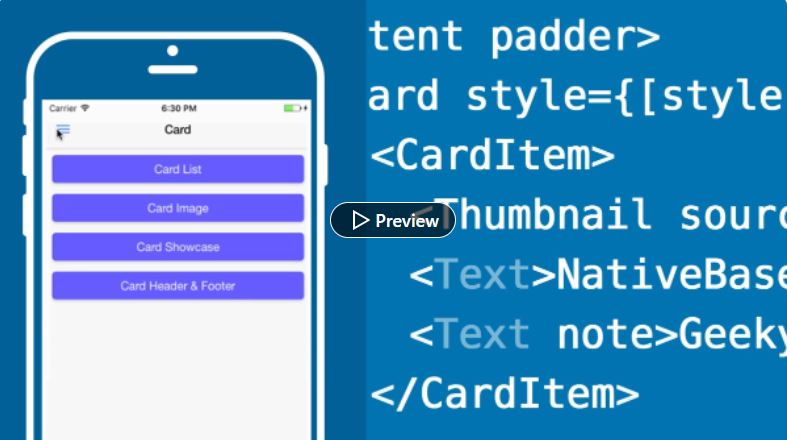 Carrier 6:30 PM
Card
Card List
Card Image
Card Showcase
Card Header & Footer
Preview
tent padder>
ard style={[style
<CardItem>
<Thumbnail sourc
<Text>NativeBase
<Text note>Geeky
</CardItem>